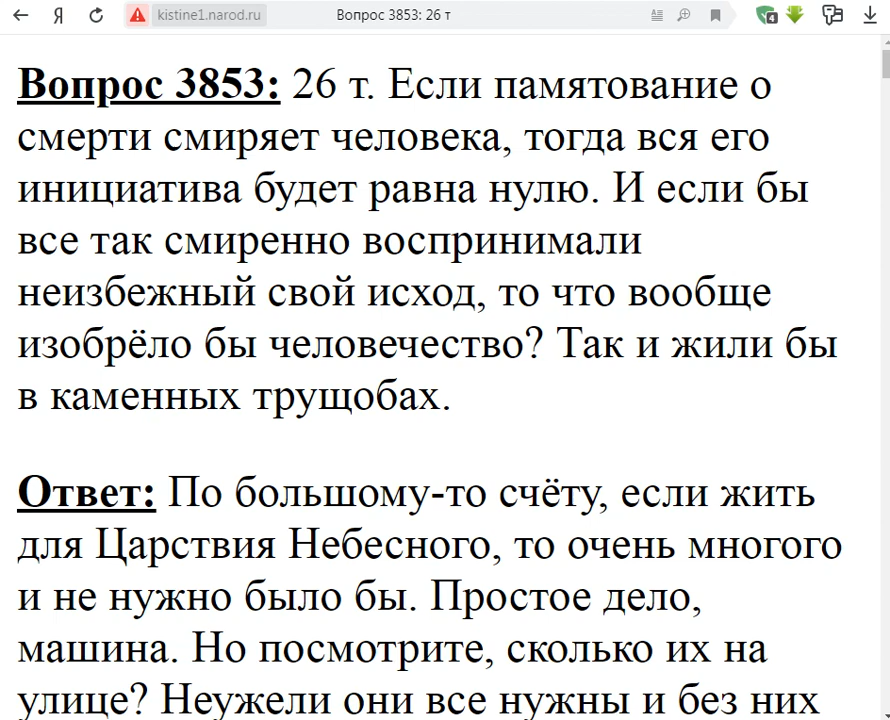 Я kistine1.narod.ru Вопрос 3853: 26 т 4
Вопрос 3853: 26 т. Если памятование о
смерти смиряет человека, тогда вся его
инициатива будет равна нулю. И если бы
все так смиренно воспринимали
неизбежный свой исход, то что вообще
изобрёло бы человечество? Так и жили бы
в каменных трущобах.
Ответ: По большому-то счёту, если жить
для Царствия Небесного, то очень многого
и не нужно было бы. Простое дело,
машина. Но посмотрите, сколько их на
улице? Неужели они все нужны и без них